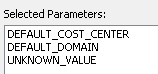 Selected Parameters:
DEFAULT_COST_CENTER
DEFAULT_DOMAIN
UNKNOWN_VALUE